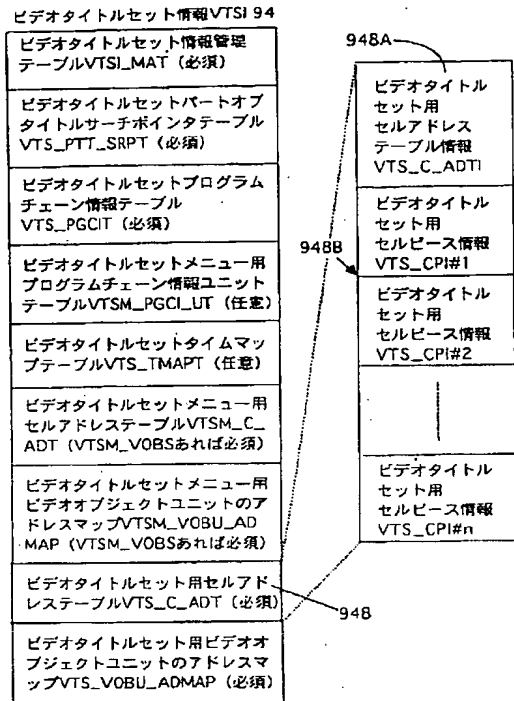 ビデオタイトルセット情報VTSI 94
ビデオタイトルセット情報管理
テーブルVTSI_MAT(必須)
ビデオタイトルセットパートオブ
タイトルサーチポインタテーブル
VTS_PTT_SRPT(必須)
ビデオタイトルセットプログラム
チェーン情報テーブル
VTS_PGCIT(必須)
ビデオタイトルセットメニュー用
プログラムチェーン情報ユニット
テーブルVTSM_PGCI_UT(任意)
ビデオタイトルセットタイムマッ
プテーブルVTS_TMAPT(任意)
ビデオタイトルセットメニュー用
セルアドレステーブルVTSM_C_
ADT(VTSM_VOBSあれば必須)
ビデオタイトルセットメニュー用
ビデオオブジェクトユニットのア
ドレスマップVTSM_VOBU_AD
MAP(VTSM_VOBSあれば必須)
ビデオタイトルセット用セルアド
レステーブルVTS_C_ADT(必須)
ビデオタイトルセット用ビデオオ
ブジェクトユニットのアドレスマ
ップVTS_VOBU_ADMAP(必須)
948A
ビデオタイトル
セット用
セルアドレス
テーブル情報
VTS_C_ADTI
948B
ビデオタイトル
セット用
セルピース情報
VTS_CPI#1
ビデオタイトル
セット用
セルピース情報
VTS_CPI#2
ビデオタイトル
セット用
セルピース情報
VTS_CPI#n
948